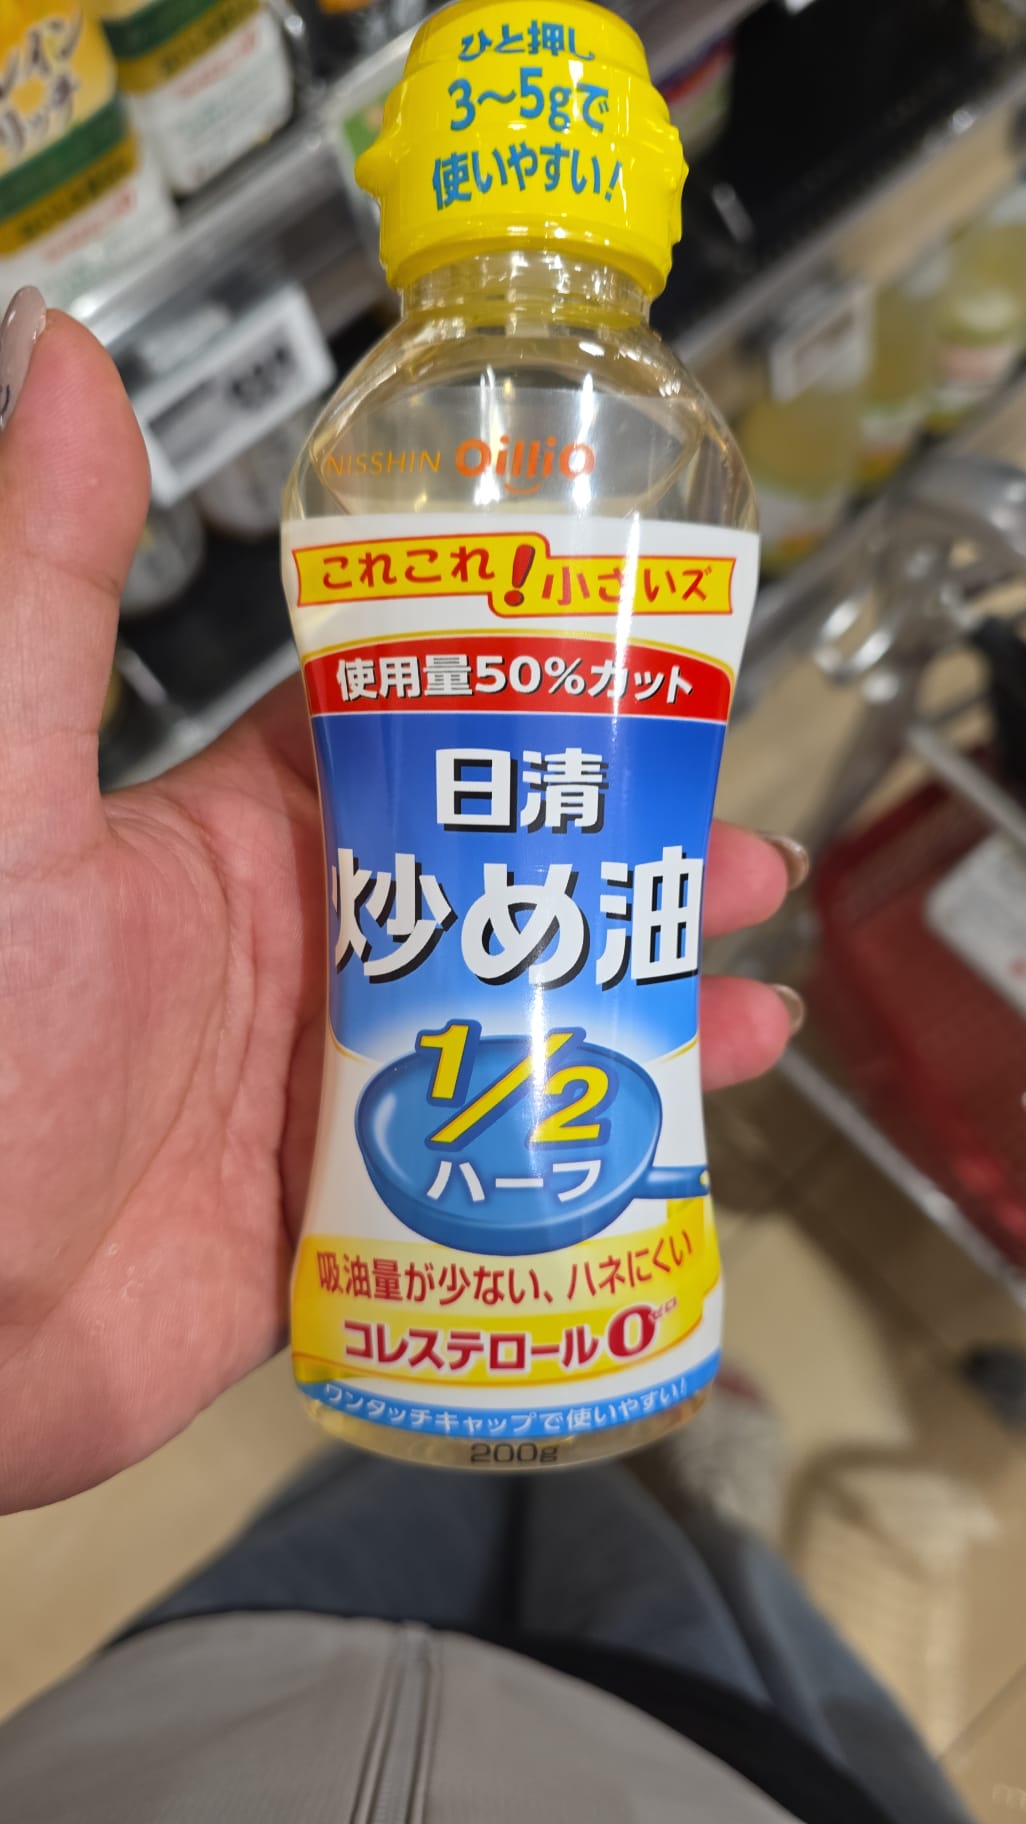 ひと押し
3～5gで
使いやすい!
NISSHIN OilliO
これこれ!小さいズ
使用量50%カット
日清
炒め油
1/2
ハーフ
吸油量が少ない、ハネにくい
コレステロール0ゼロ
ワンタッチキャップで使いやすい!
200g